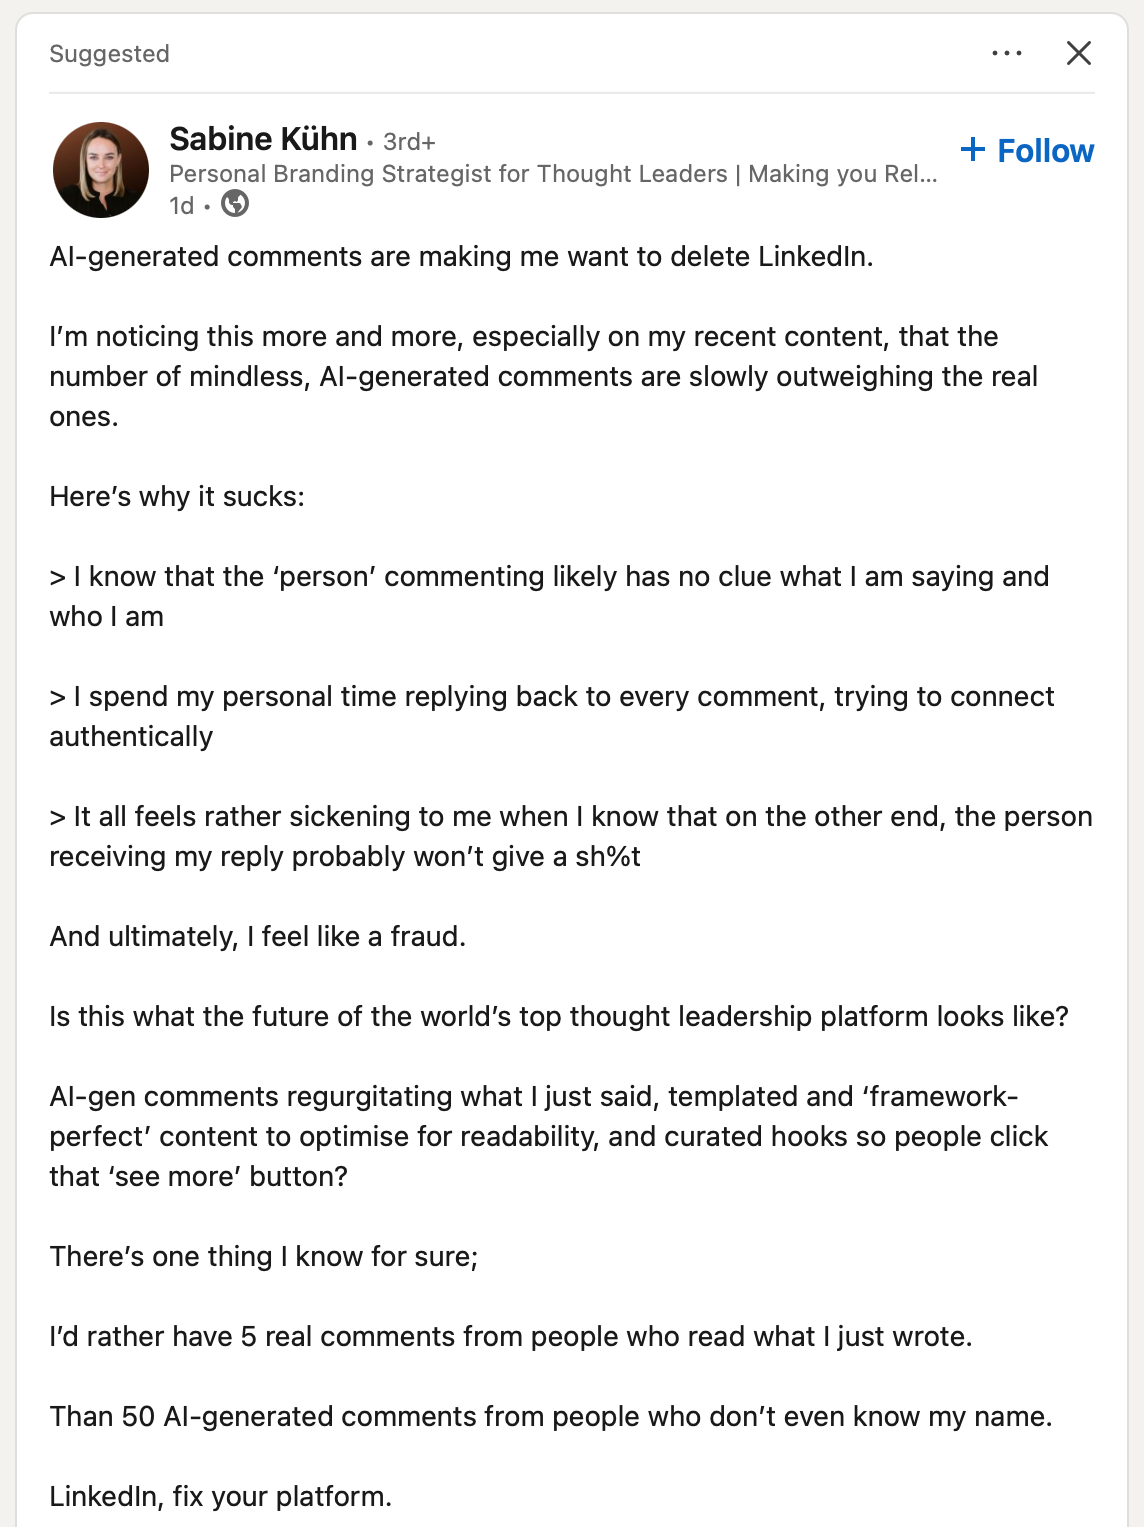 Suggested
Sabine Kühn • 3rd+
+ Follow
Personal Branding Strategist for Thought Leaders | Making you Rel...
1d •
AI-generated comments are making me want to delete LinkedIn.
I’m noticing this more and more, especially on my recent content, that the
number of mindless, AI-generated comments are slowly outweighing the real
ones.
Here’s why it sucks:
> I know that the ‘person’ commenting likely has no clue what I am saying and
who I am
> I spend my personal time replying back to every comment, trying to connect
authentically
> It all feels rather sickening to me when I know that on the other end, the person
receiving my reply probably won’t give a sh%t
And ultimately, I feel like a fraud.
Is this what the future of the world’s top thought leadership platform looks like?
AI-gen comments regurgitating what I just said, templated and ‘framework-
perfect’ content to optimise for readability, and curated hooks so people click
that ‘see more’ button?
There’s one thing I know for sure;
I’d rather have 5 real comments from people who read what I just wrote.
Than 50 AI-generated comments from people who don’t even know my name.
LinkedIn, fix your platform.